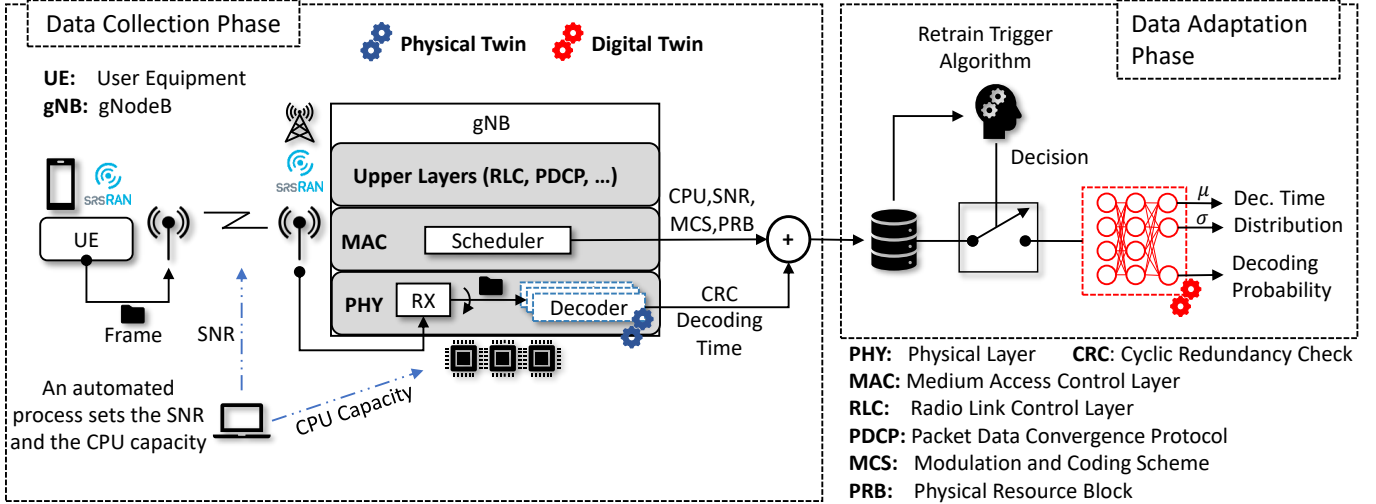 Data Collection Phase
Physical Twin
Digital Twin
UE: User Equipment
gNB: gNodeB
srsRAN
UE
Frame
SNR
An automated
process sets the SNR
and the CPU capacity
CPU Capacity
srsRAN
gNB
Upper Layers (RLC, PDCP, ...)
MAC
Scheduler
PHY
RX
Decoder
CPU,SNR,
MCS,PRB
CRC
Decoding
Time
+
Data Adaptation
Phase
Retrain Trigger
Algorithm
Decision
μ
σ
Dec. Time
Distribution
Decoding
Probability
PHY: Physical Layer CRC: Cyclic Redundancy Check
MAC: Medium Access Control Layer
RLC: Radio Link Control Layer
PDCP: Packet Data Convergence Protocol
MCS: Modulation and Coding Scheme
PRB: Physical Resource Block